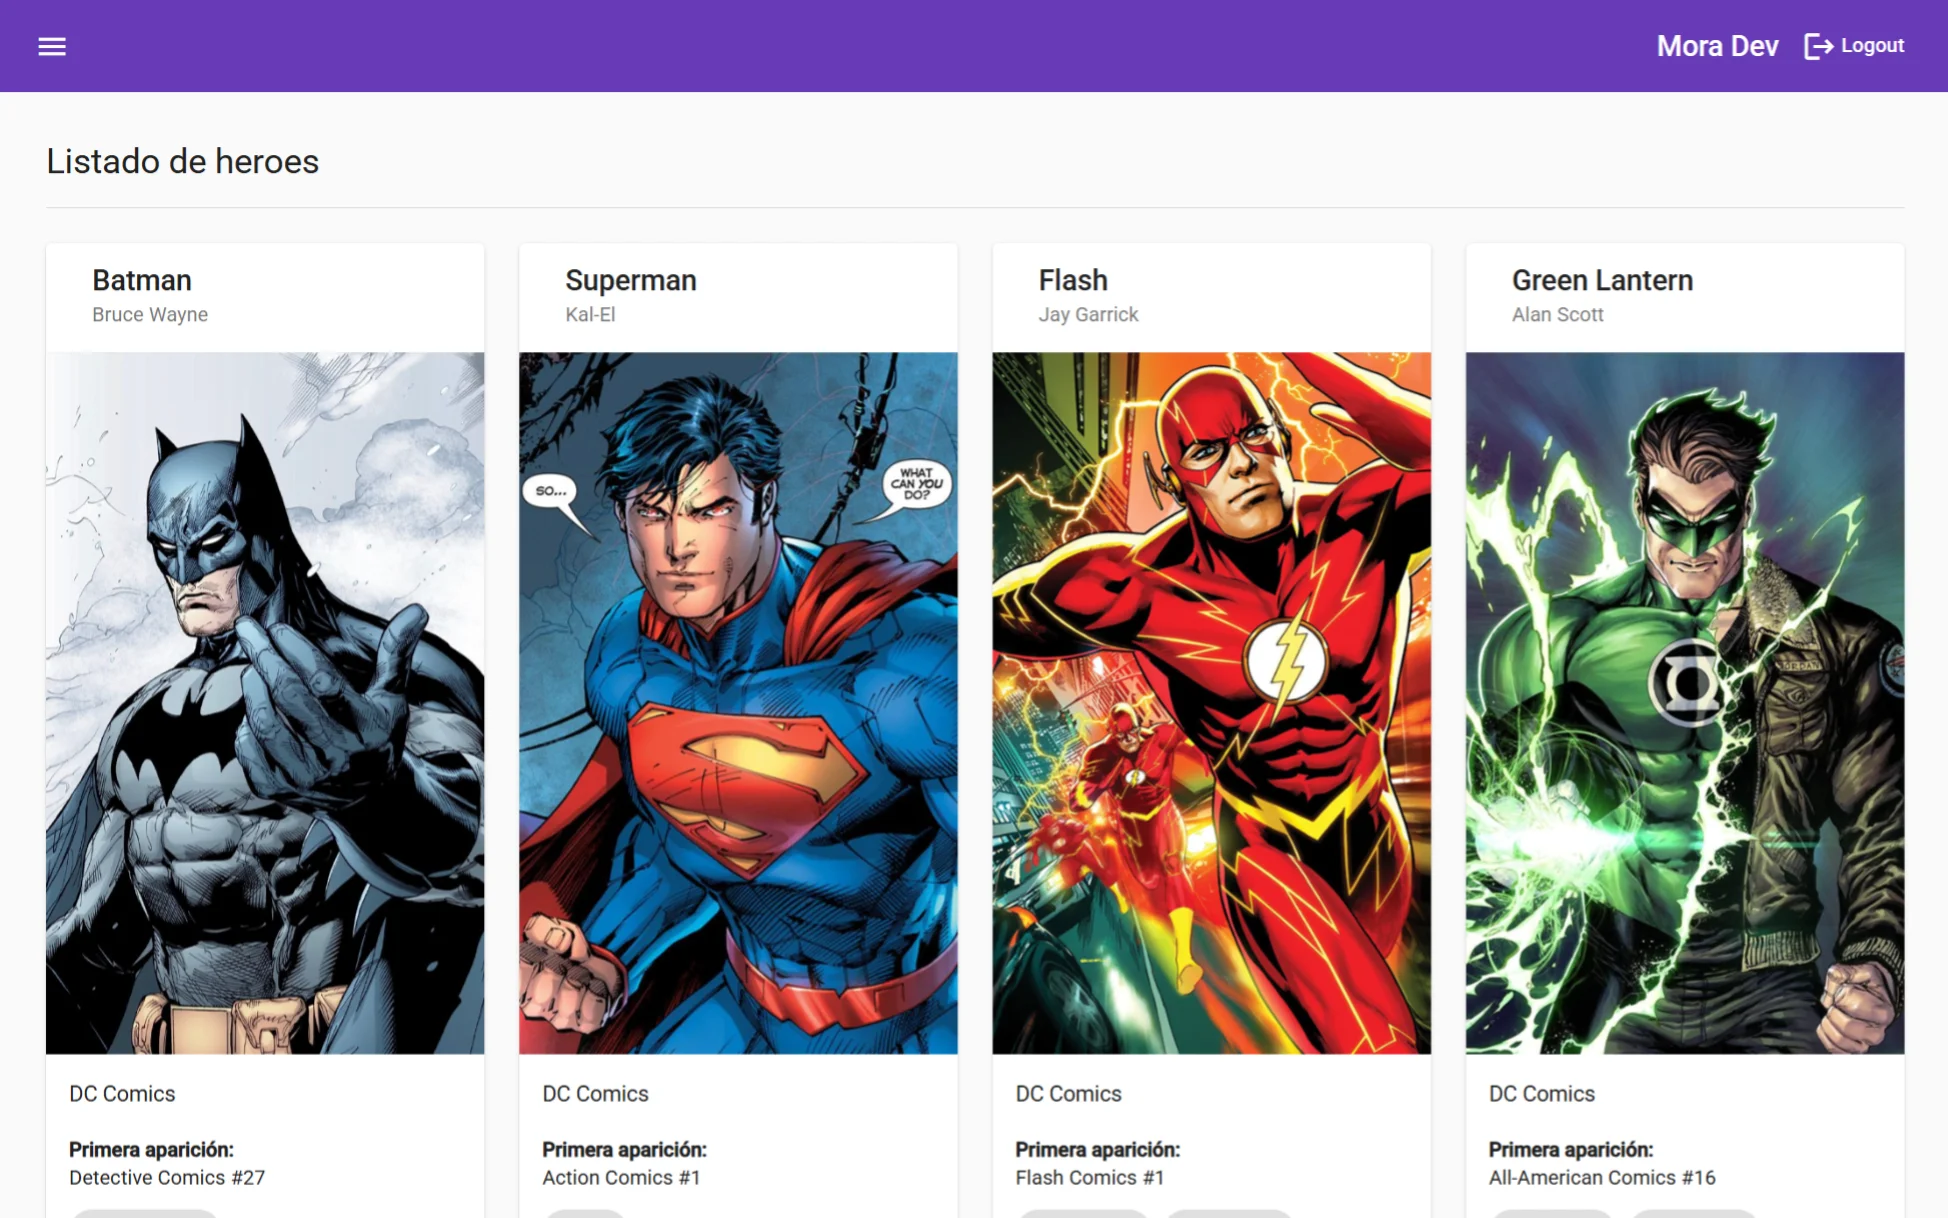 Mora Dev
Logout
Listado de heroes
Batman
Bruce Wayne
SO...
DC Comics
Primera aparición:
Detective Comics #27
Superman
Kal-El
WHAT
CAN YOU
DO?
DC Comics
Primera aparición:
Action Comics #1
Flash
Jay Garrick
DC Comics
Primera aparición:
Flash Comics #1
Green Lantern
Alan Scott
JORDAN
DC Comics
Primera aparición:
All-American Comics #16